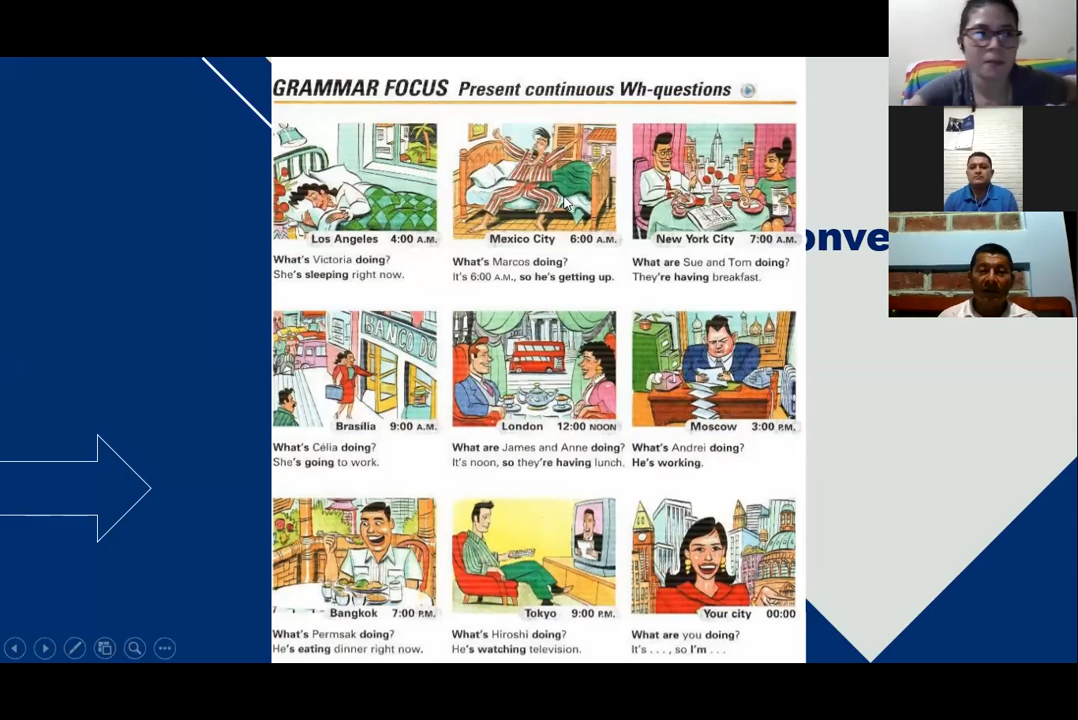 GRAMMAR FOCUS Present continuous Wh-questions
Los Angeles 4:00 A.M.
What's Victoria doing?
She's sleeping right now.
Mexico City 6:00 A.M.
What's Marcos doing?
It's 6:00 A.M., so he's getting up.
New York City 7:00 A.M.
What are Sue and Tom doing?
They're having breakfast.
onve
BANCO DO
Brasília 9:00 A.M.
What's Célia doing?
She's going to work.
London 12:00 NOON
What are James and Anne doing?
It's noon, so they're having lunch.
Moscow 3:00 P.M.
What's Andrei doing?
He's working.
Bangkok 7:00 P.M.
What's Permsak doing?
He's eating dinner right now.
Tokyo 9:00 P.M.
What's Hiroshi doing?
He's watching television.
Your city 00:00
What are you doing?
It's . . . , so I'm . . .